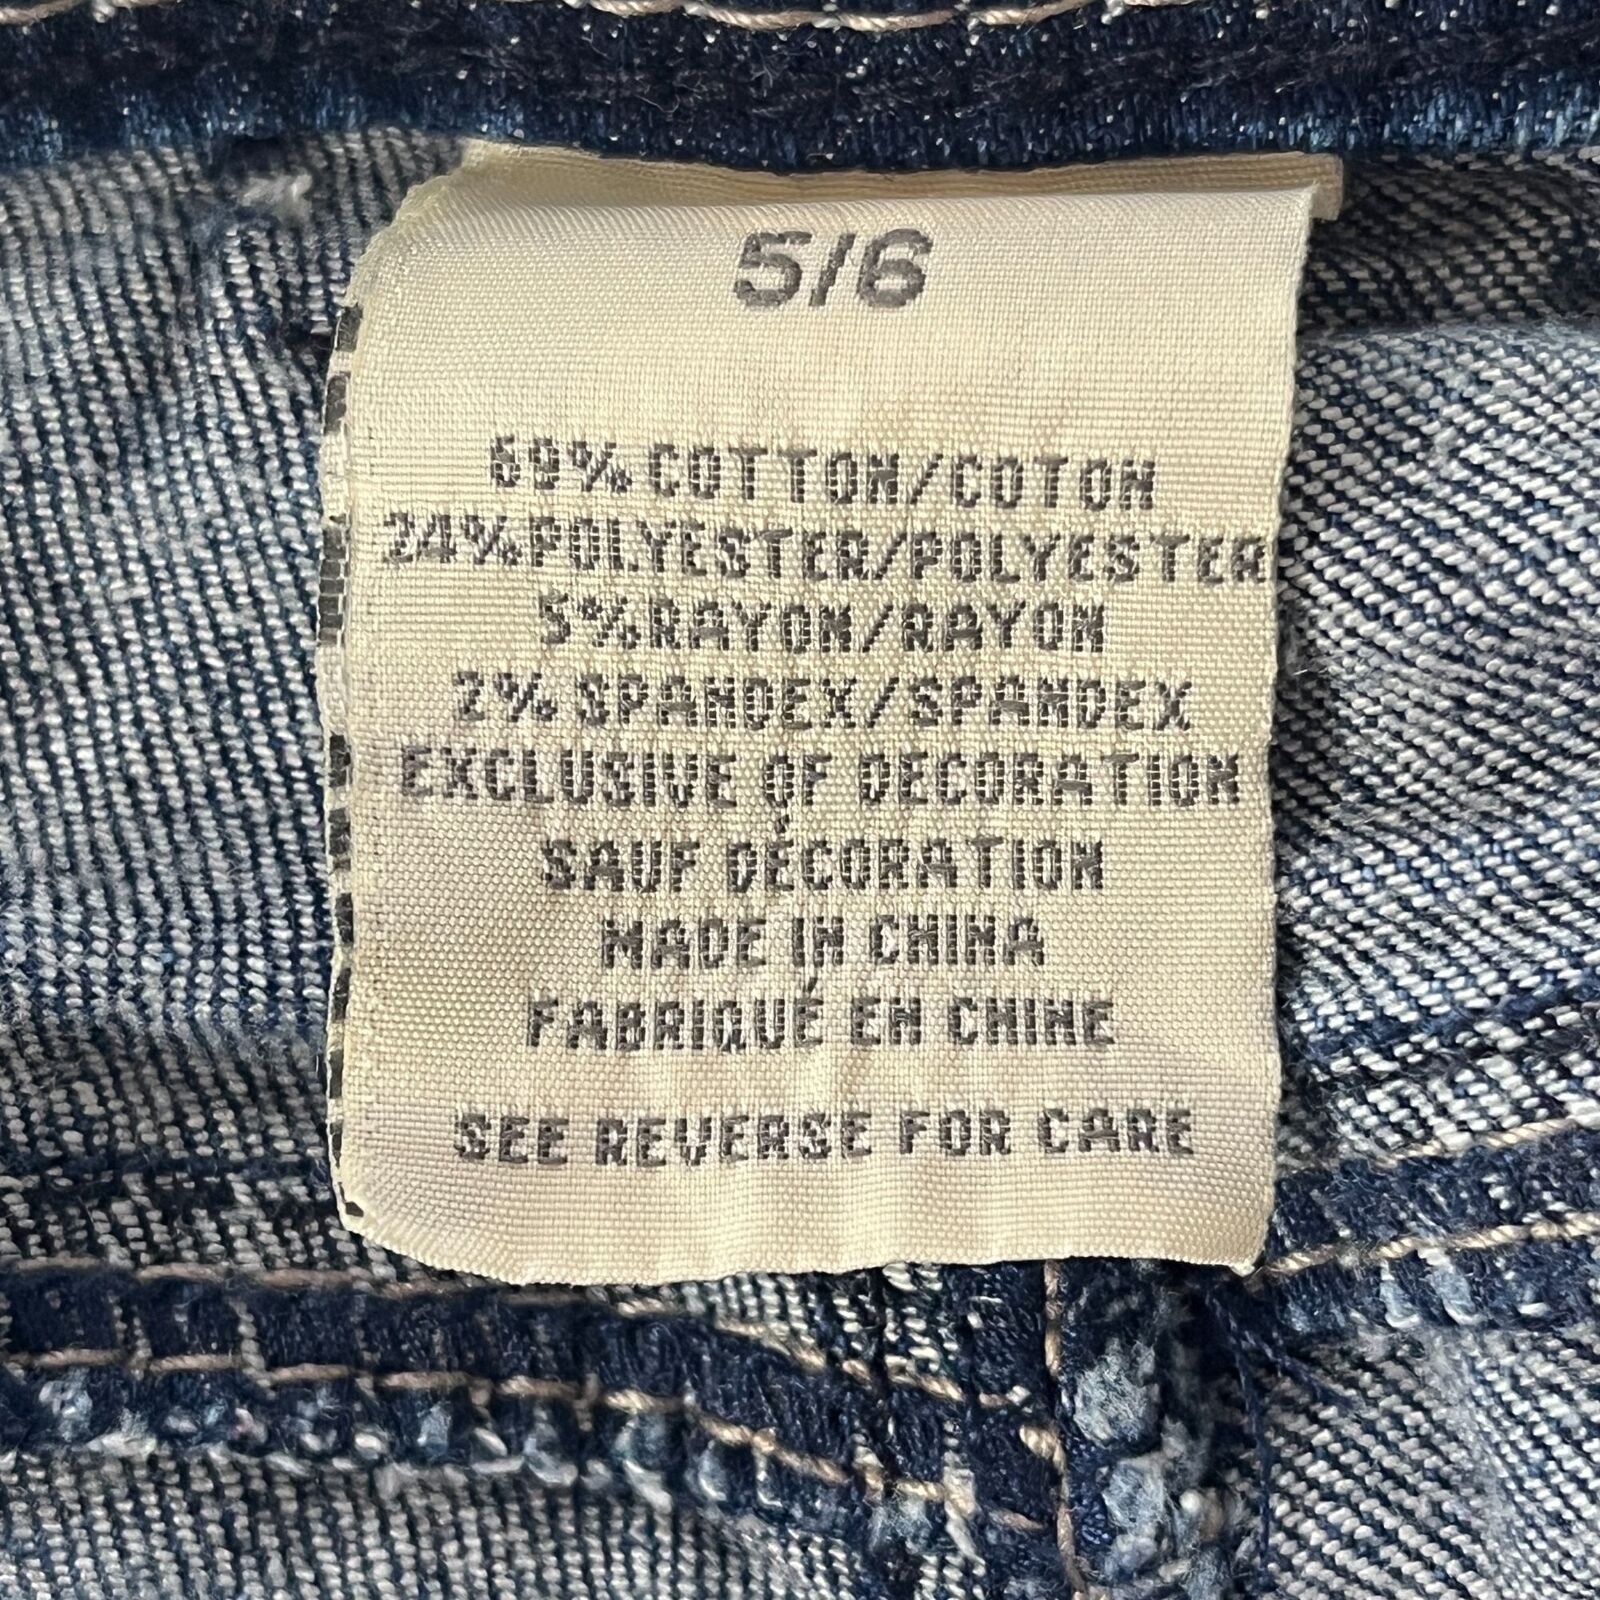 5/6
69% COTTON/COTON
24% POLYESTER/POLYESTER
5% RAYON/RAYON
2% SPANDEX/SPANDEX
EXCLUSIVE OF DECORATION
SAUF DÉCORATION
MADE IN CHINA
FABRIQUÉ EN CHINE
SEE REVERSE FOR CARE